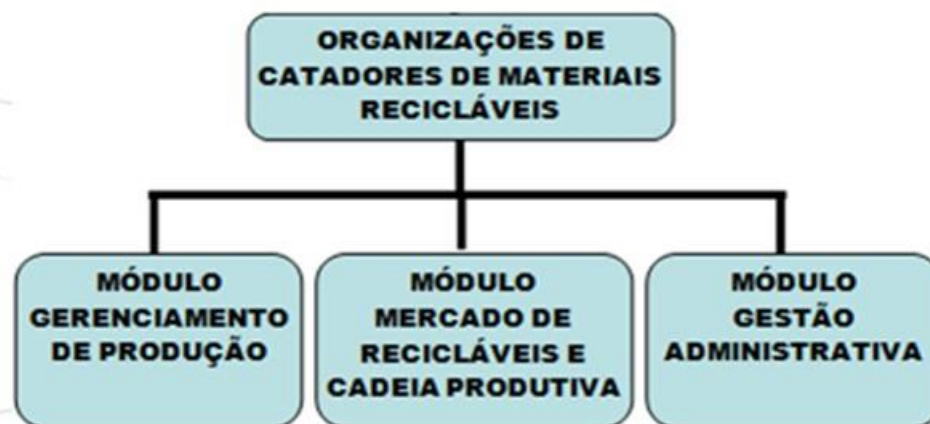 ORGANIZAÇÕES DE
CATADORES DE MATERIAIS
RECICLÁVEIS
MÓDULO
GERENCIAMENTO
DE PRODUÇÃO
MÓDULO
MERCADO DE
RECICLÁVEIS E
CADEIA PRODUTIVA
MÓDULO
GESTÃO
ADMINISTRATIVA